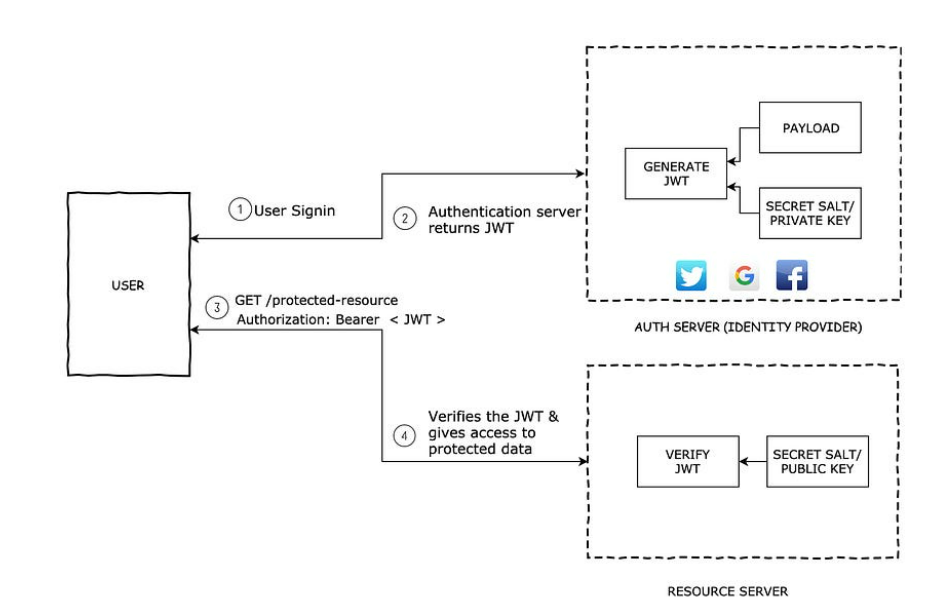 PAYLOAD
GENERATE
JWT
SECRET SALT/
PRIVATE KEY
1 User Signin
2 Authentication server
returns JWT
USER
G f
AUTH SERVER (IDENTITY PROVIDER)
3 GET /protected-resource
Authorization: Bearer < JWT >
4 Verifies the JWT &
gives access to
protected data
VERIFY
JWT
SECRET SALT/
PUBLIC KEY
RESOURCE SERVER